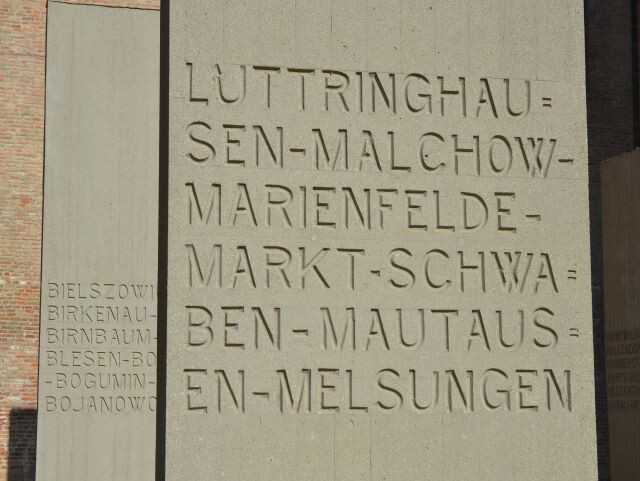 LUTTRINGHAU=
SEN-MALCHOW-
MARIENFELDE-
MARKT-SCHWA=
BEN-MAUTAUS=
EN-MELSUNGEN
BIELSZOWI
BIRKENAU-
BIRNBAUM-
BLESEN-BO
-BOGUMIN-
BOJANOWO